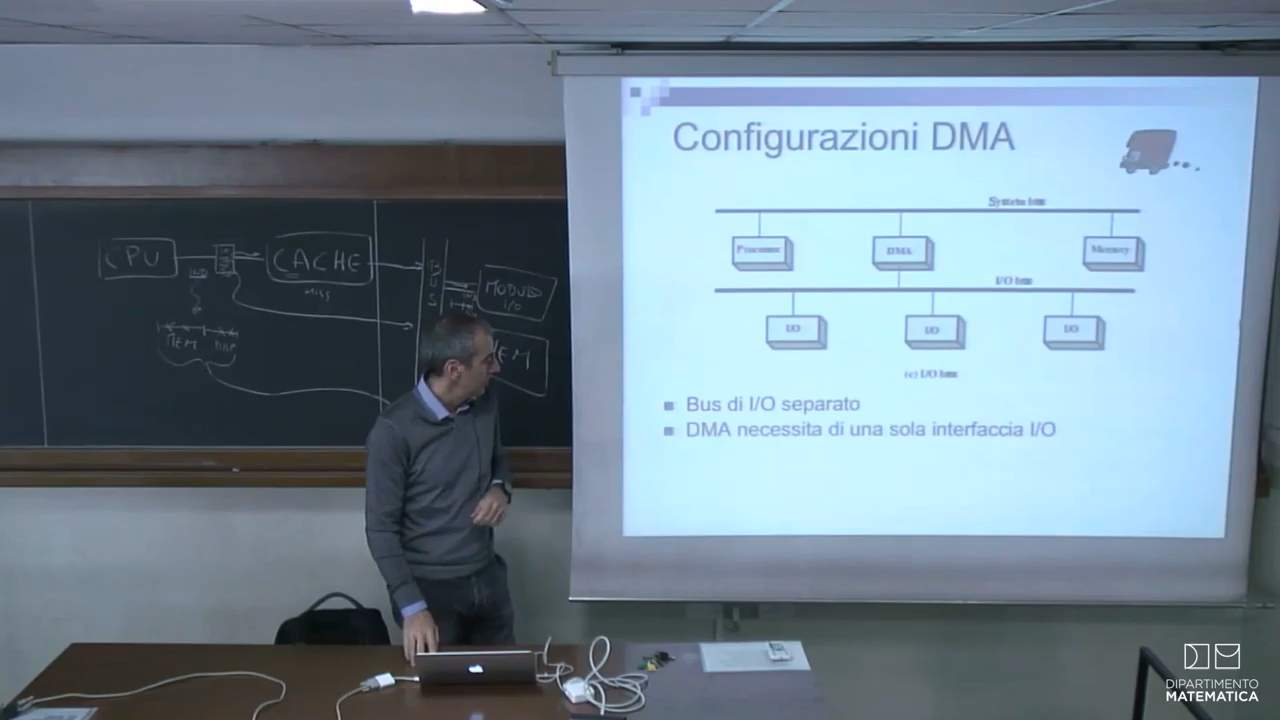 CPU
CACHE
MISS
BUS
MODULO
I/O
MEM
Configurazioni DMA
System bus
Processor
DMA
Memory
I/O bus
I/O
I/O
I/O
(c) I/O bus
Bus di I/O separato
DMA necessita di una sola interfaccia I/O
DIPARTIMENTO
MATEMATICA